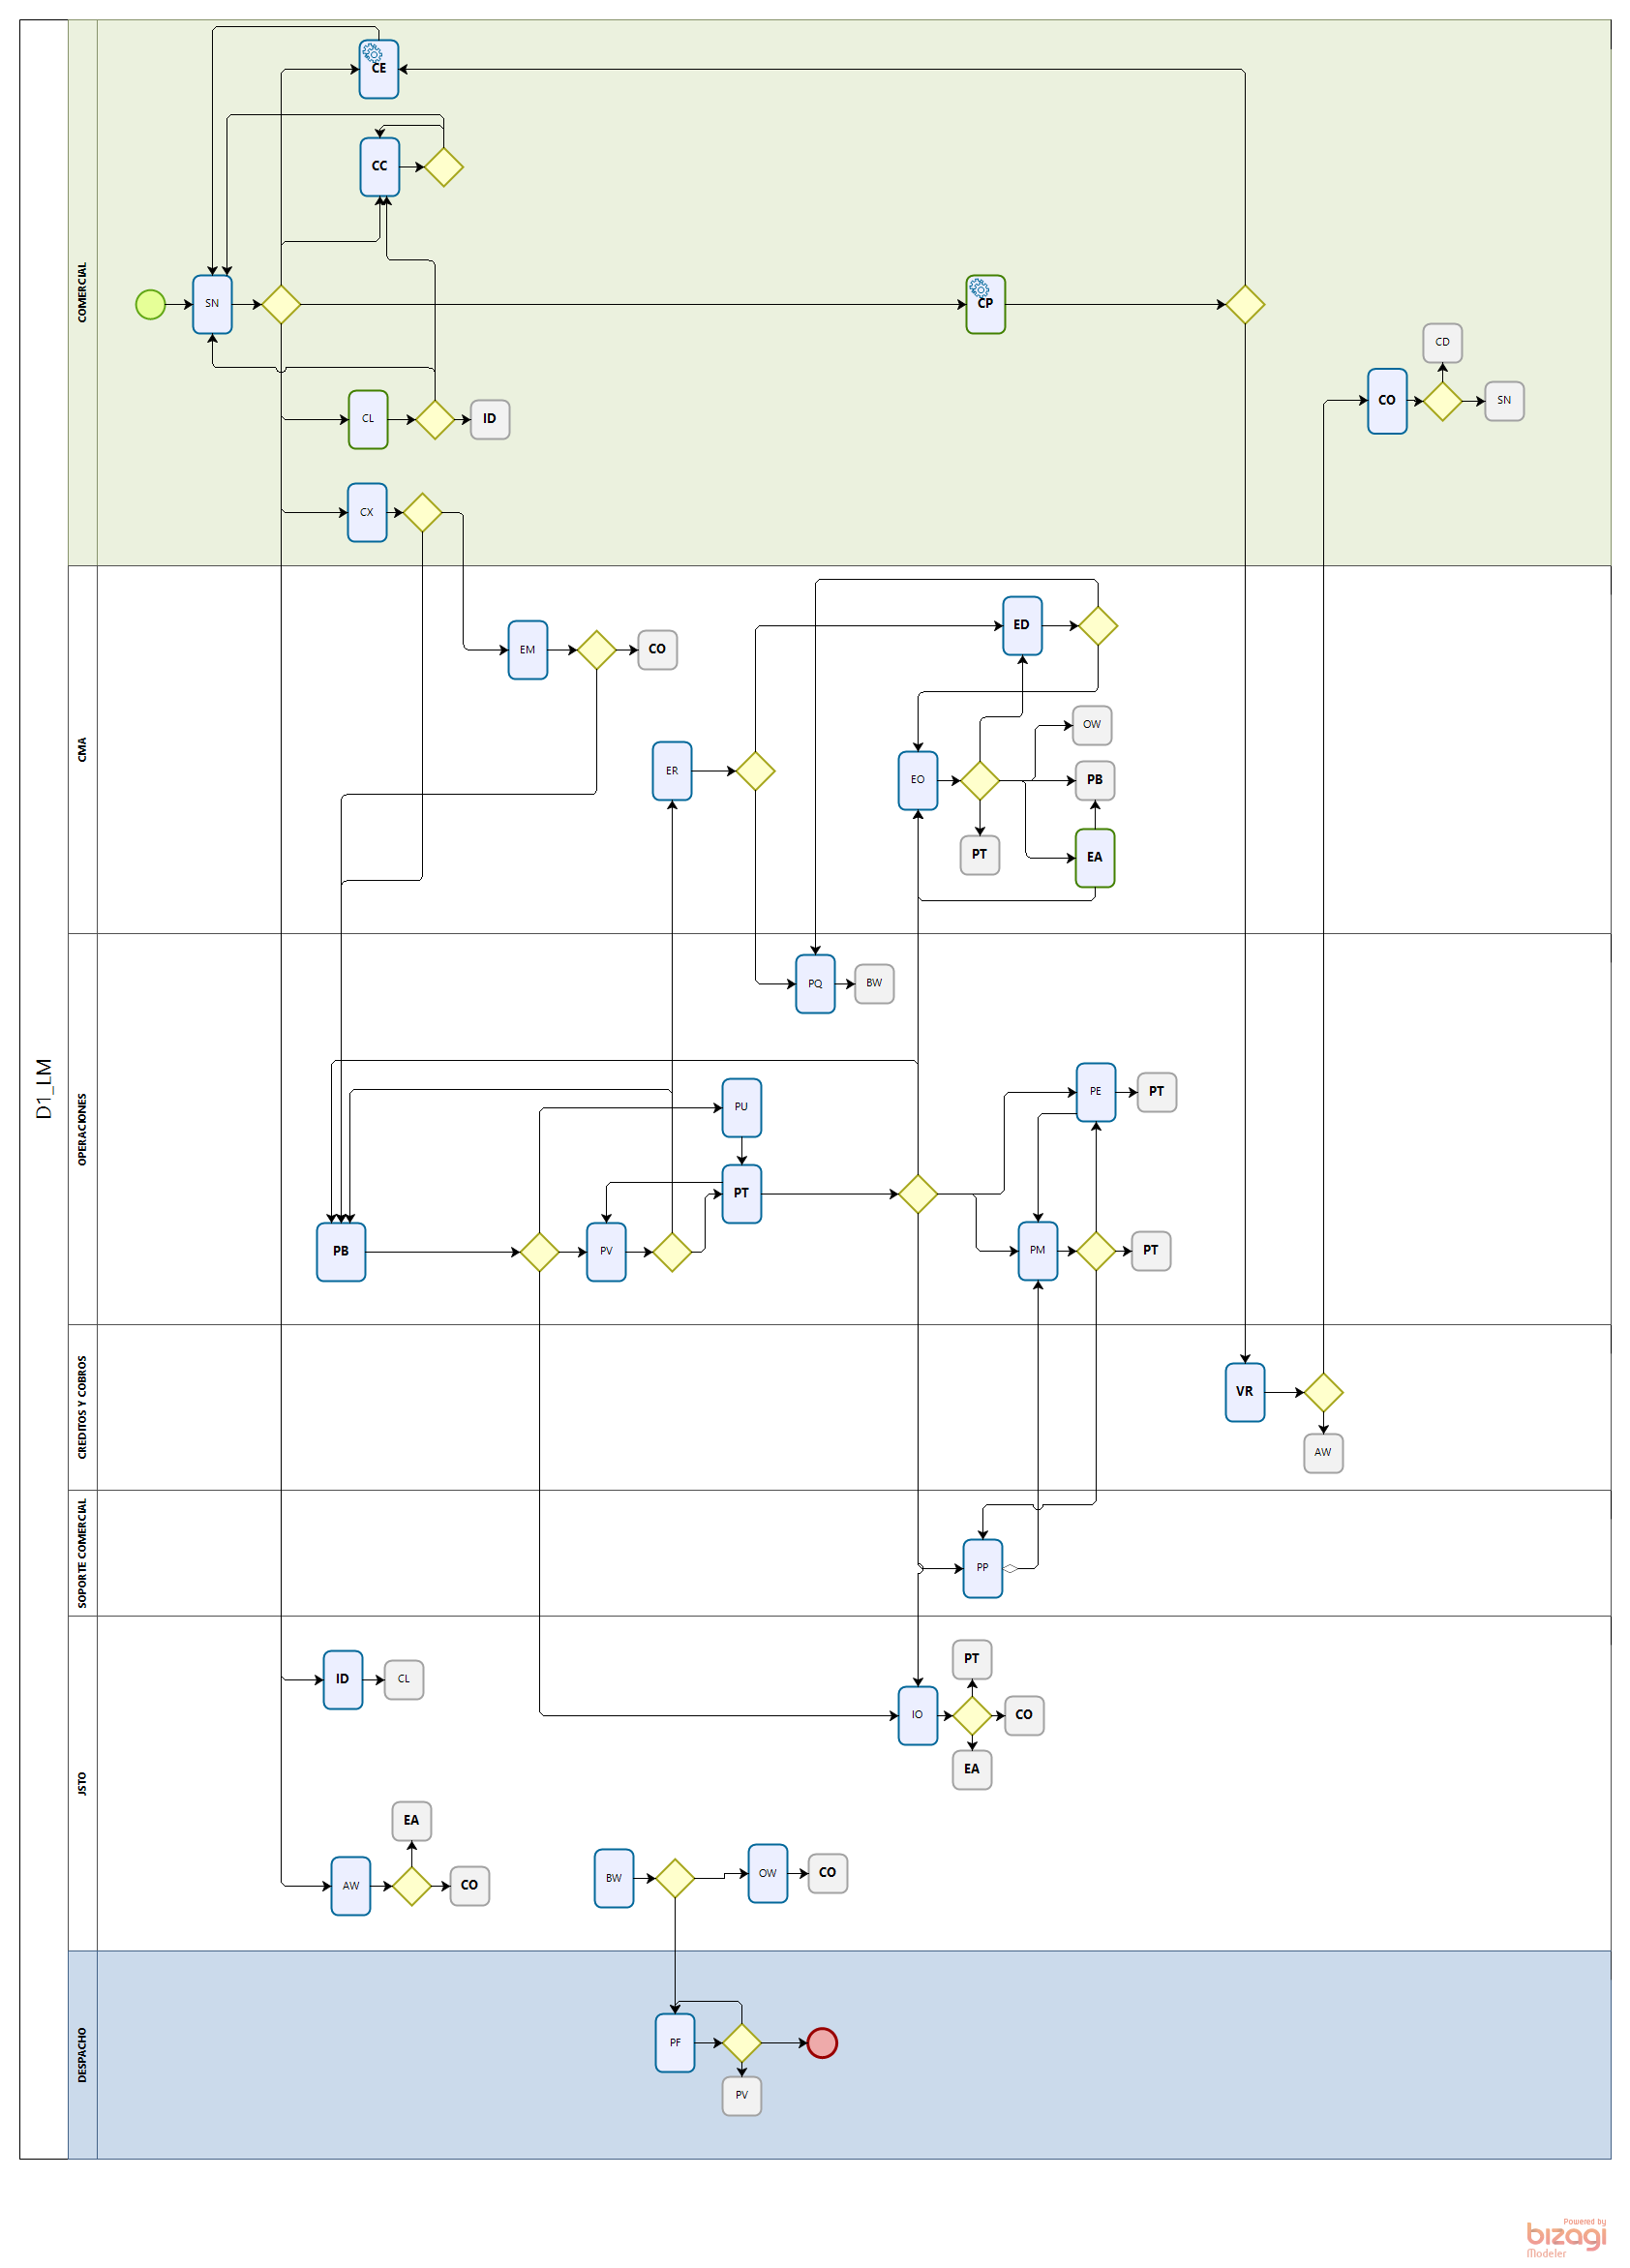 D1_LM
COMERCIAL
CE
CC
SN
CP
CD
CO
SN
CL
ID
CX
CMA
ED
EM
CO
OW
ER
EO
PB
PT
EA
OPERACIONES
PQ
BW
PE
PT
PU
PT
PB
PV
PM
PT
CREDITOS Y COBROS
VR
AW
SOPORTE COMERCIAL
PP
JSTO
PT
ID
CL
IO
CO
EA
EA
AW
CO
BW
OW
CO
DESPACHO
PF
PV
Powered by
bizagi
Modeler